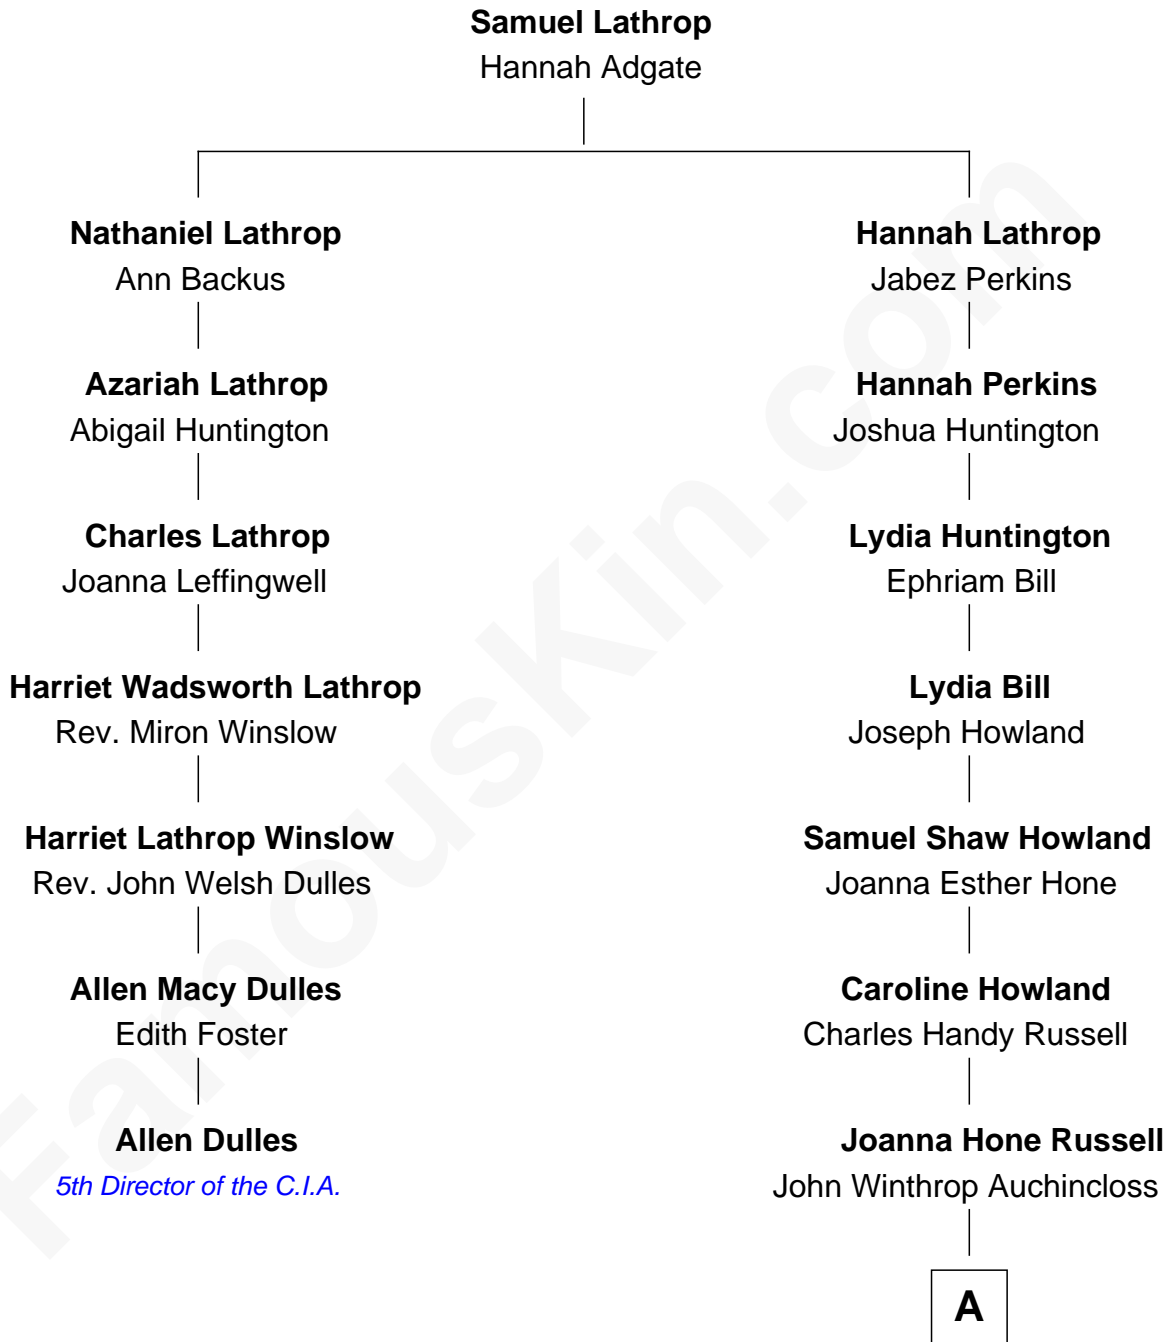 Samuel Lathrop
Hannah Adgate
Nathaniel Lathrop
Ann Backus
Azariah Lathrop
Abigail Huntington
Charles Lathrop
Joanna Leffingwell
Harriet Wadsworth Lathrop
Rev. Miron Winslow
Harriet Lathrop Winslow
Rev. John Welsh Dulles
Allen Macy Dulles
Edith Foster
Allen Dulles
5th Director of the C.I.A.
Hannah Lathrop
Jabez Perkins
Hannah Perkins
Joshua Huntington
Lydia Huntington
Ephriam Bill
Lydia Bill
Joseph Howland
Samuel Shaw Howland
Joanna Esther Hone
Caroline Howland
Charles Handy Russell
Joanna Hone Russell
John Winthrop Auchincloss
A
FamousKin.com